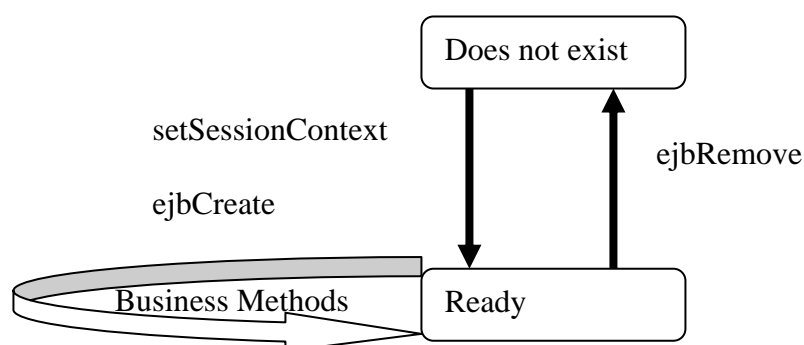 Does not exist
setSessionContext
ejbRemove
ejbCreate
Business Methods
Ready